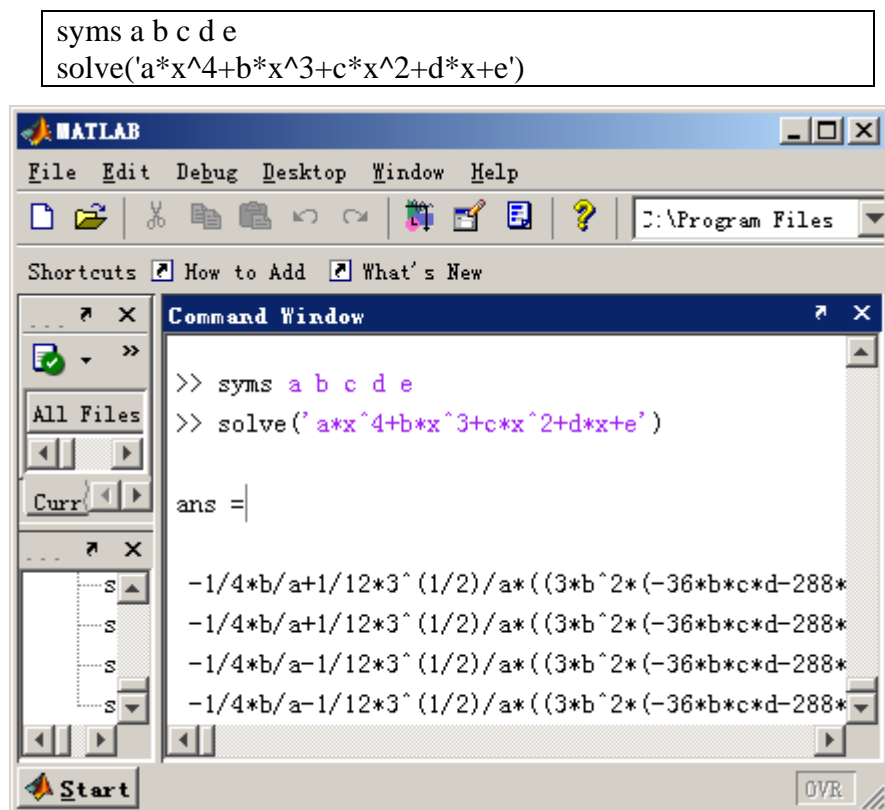 syms a b c d e
solve('a*x^4+b*x^3+c*x^2+d*x+e')
MATLAB
File Edit Debug Desktop Window Help
C:\Program Files
Shortcuts How to Add What's New
...
Command Window
»
All Files
Curr
>> syms a b c d e
>> solve('a*x^4+b*x^3+c*x^2+d*x+e')
ans =
...
s
s
s
s
-1/4*b/a+1/12*3^(1/2)/a*((3*b^2*(-36*b*c*d-288*
-1/4*b/a+1/12*3^(1/2)/a*((3*b^2*(-36*b*c*d-288*
-1/4*b/a-1/12*3^(1/2)/a*((3*b^2*(-36*b*c*d-288*
-1/4*b/a-1/12*3^(1/2)/a*((3*b^2*(-36*b*c*d-288*
Start
OVR